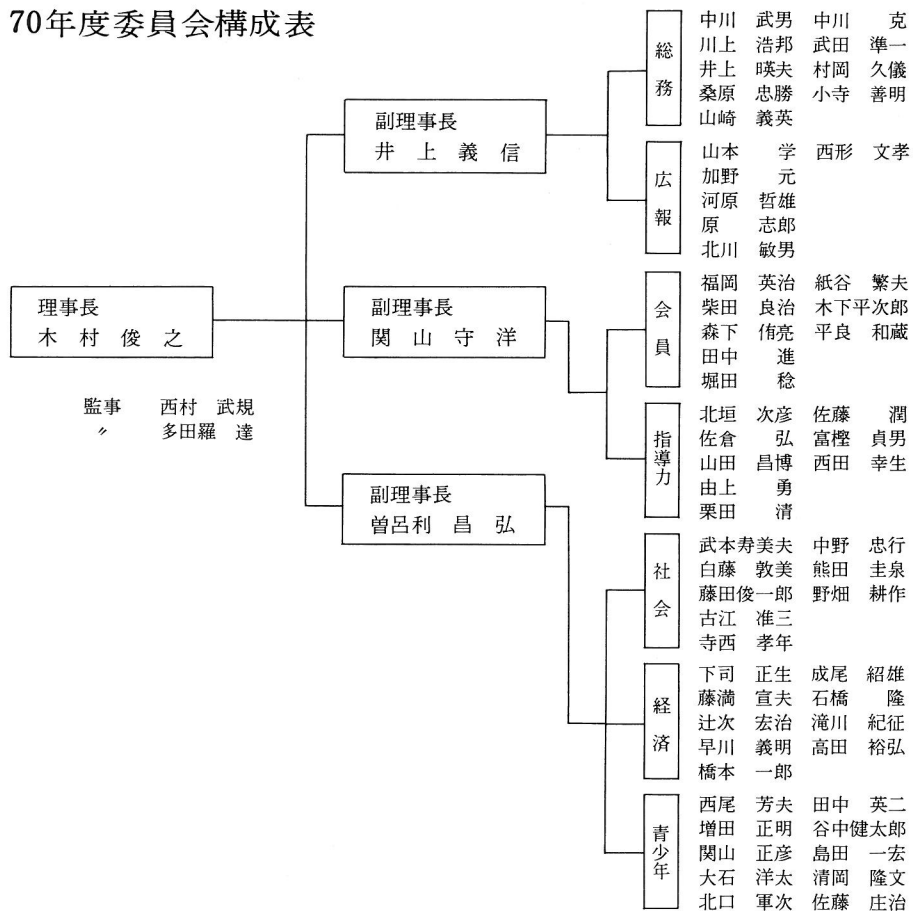 70年度委員会構成表
理事長
木村俊之
監事 西村 武規
〃 多田羅 達
副理事長
井上義信
総務
中川 武男 中川 克
川上 浩邦 武田 準一
井上 暎夫 村岡 久儀
桑原 忠勝 小寺 善明
山崎 義英
広報
山本 学 西形 文孝
加野 元
河原 哲雄
原 志郎
北川 敏男
副理事長
関山守洋
会員
福岡 英治 紙谷 繁夫
柴田 良治 木下平次郎
森下 侑亮 平良 和蔵
田中 進
堀田 稔
指導力
北垣 次彦 佐藤 潤
佐倉 弘 富樫 貞男
山田 昌博 西田 幸生
由上 勇
栗田 清
副理事長
曽呂利 昌 弘
社会
武本寿美夫 中野 忠行
白藤 敦美 熊田 圭泉
藤田俊一郎 野畑 耕作
古江 准三
寺西 孝年
経済
下司 正生 成尾 紹雄
藤満 宣夫 石橋 隆
辻次 宏治 滝川 紀征
早川 義明 高田 裕弘
橋本 一郎
青少年
西尾 芳夫 田中 英二
増田 正明 谷中健太郎
関山 正彦 島田 一宏
大石 洋太 清岡 隆文
北口 軍次 佐藤 庄治